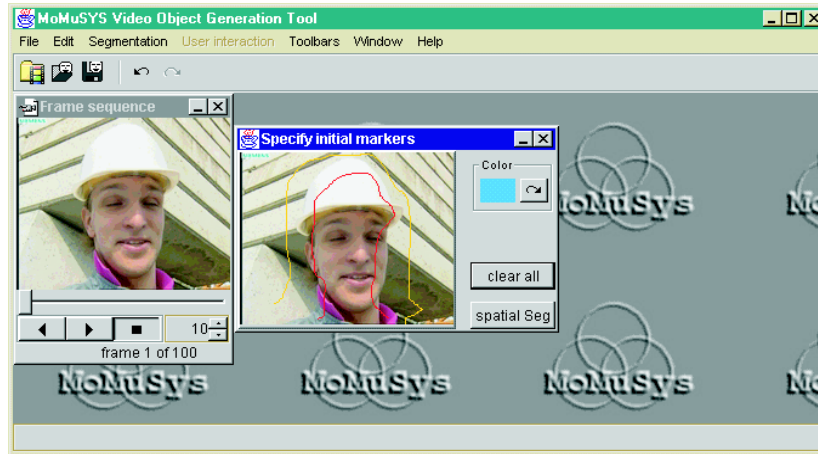 MoMuSYS Video Object Generation Tool
File Edit Segmentation User interaction Toolbars Window Help
Frame sequence
10
frame 1 of 100
Specify initial markers
Color
clear all
spatial Seg
MoMuSys
MoMuSys
MoMuSys
MoMuSys